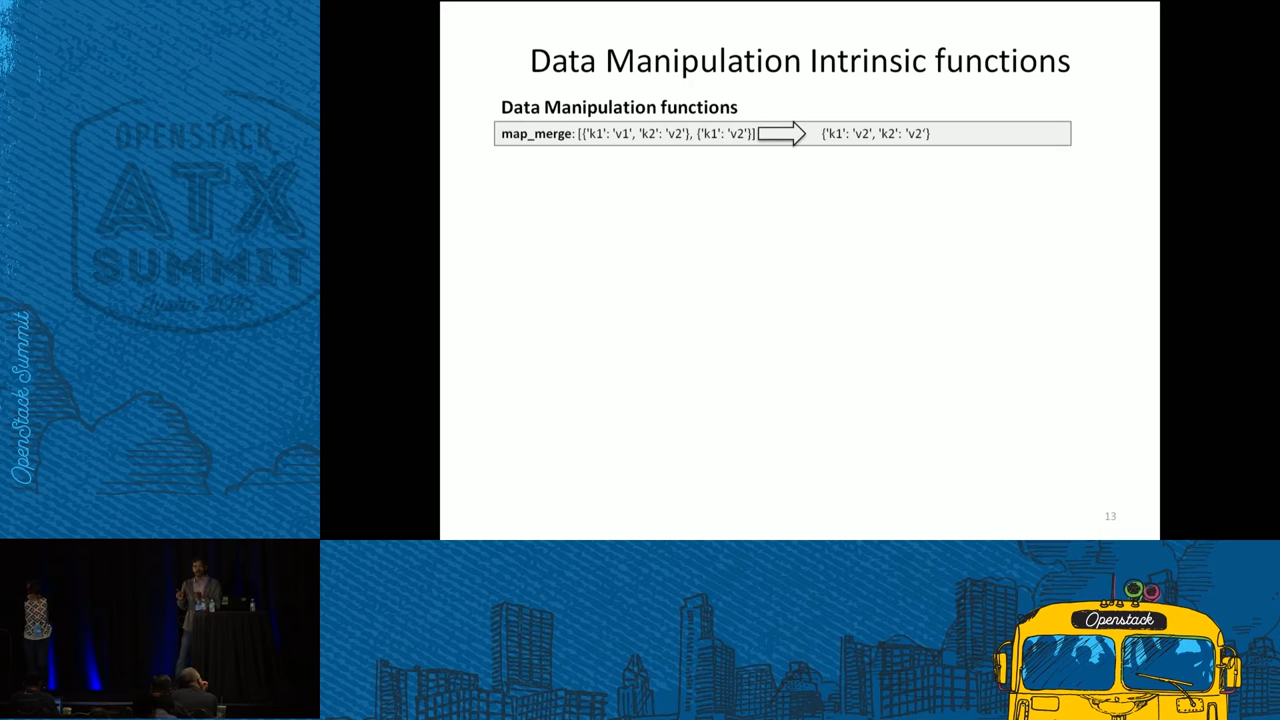 OPENSTACK
ATX
SUMMIT
Austin 2016
OpenStack Summit
Data Manipulation Intrinsic functions
Data Manipulation functions
map_merge: [{'k1': 'v1', 'k2': 'v2'}, {'k1': 'v2'}] {'k1': 'v2', 'k2': 'v2'}
13
Openstack